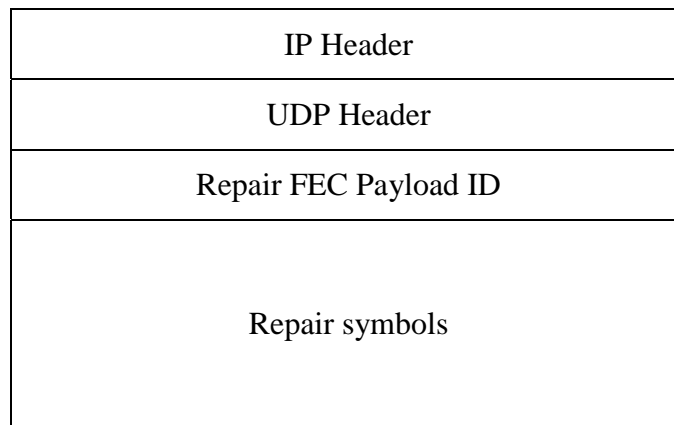 IP Header
UDP Header
Repair FEC Payload ID
Repair symbols